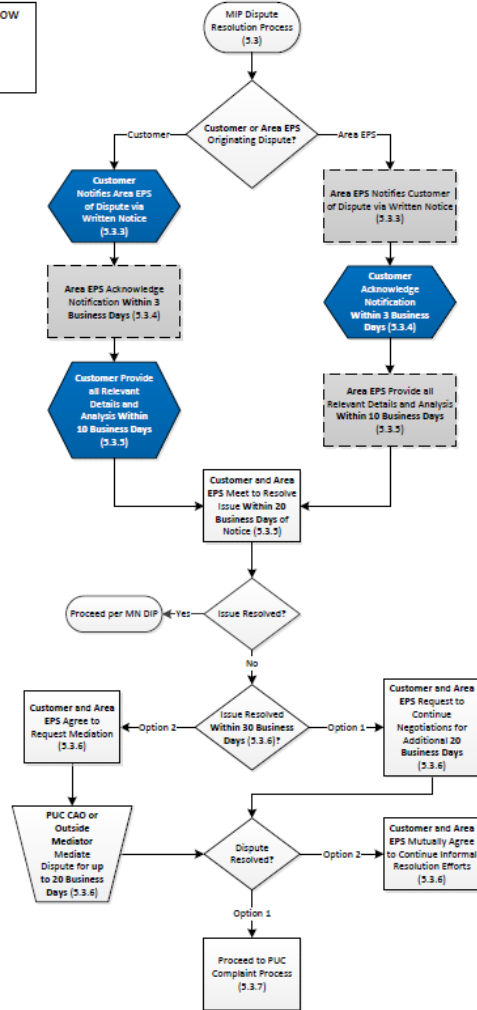 OW
MIP Dispute
Resolution Process
(5.3)
Customer or Area EPS
Originating Dispute?
Customer
Area EPS
Customer
Notifies Area EPS
of Dispute via
Written Notice
(5.3.3)
Area EPS Notifies Customer
of Dispute via Written Notice
(5.3.3)
Area EPS Acknowledge
Notification Within 3
Business Days (5.3.4)
Customer
Acknowledge
Notification
Within 3 Business
Days (5.3.4)
Customer Provide
all Relevant
Details and
Analysis Within
10 Business Days
(5.3.5)
Area EPS Provide all
Relevant Details and Analysis
Within 10 Business Days
(5.3.5)
Customer and Area
EPS Meet to Resolve
Issue Within 20
Business Days of
Notice (5.3.5)
Proceed per MN DIP
Yes
Issue Resolved?
No
Customer and Area
EPS Agree to
Request Mediation
(5.3.6)
Option 2
Issue Resolved
Within 30 Business
Days (5.3.6)?
Option 1
Customer and Area
EPS Request to
Continue
Negotiations for
Additional 20
Business Days
(5.3.6)
PUC CAO or
Outside
Mediator
Mediate
Dispute for up
to 20 Business
Days (5.3.6)
Dispute
Resolved?
Option 2
Customer and Area
EPS Mutually Agree
to Continue Informal
Resolution Efforts
(5.3.6)
Option 1
Proceed to PUC
Complaint Process
(5.3.7)